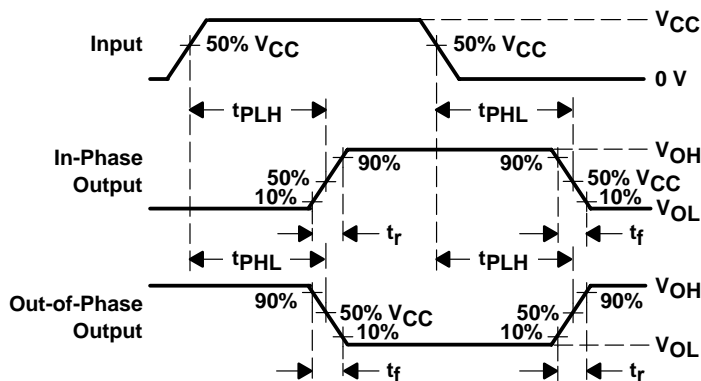 VCC
Input
50% VCC
50% VCC
0 V
tPLH
tPHL
In-Phase
Output
90%
90%
VOH
50%
50% VCC
10%
10%
VOL
tr
tf
tPHL
tPLH
Out-of-Phase
Output
90%
50% VCC
10%
50%
10%
90%
VOH
VOL
tf
tr